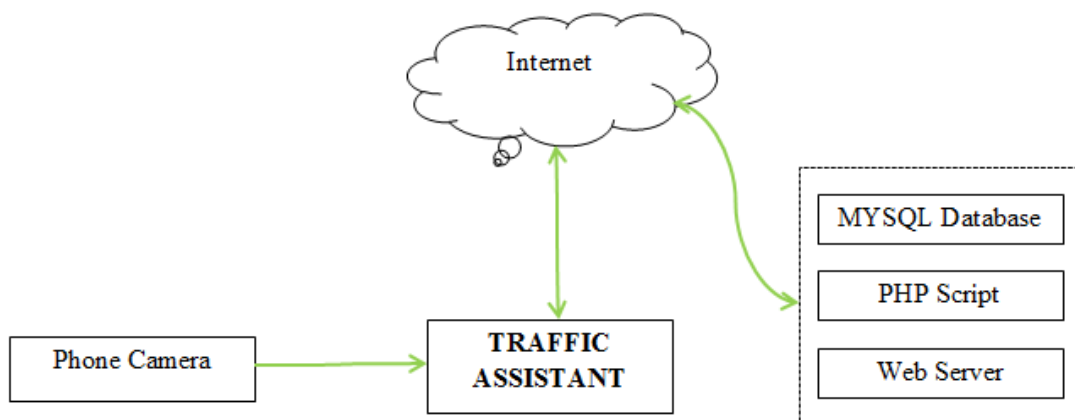 Internet
MYSQL Database
PHP Script
Web Server
Phone Camera
TRAFFIC
ASSISTANT